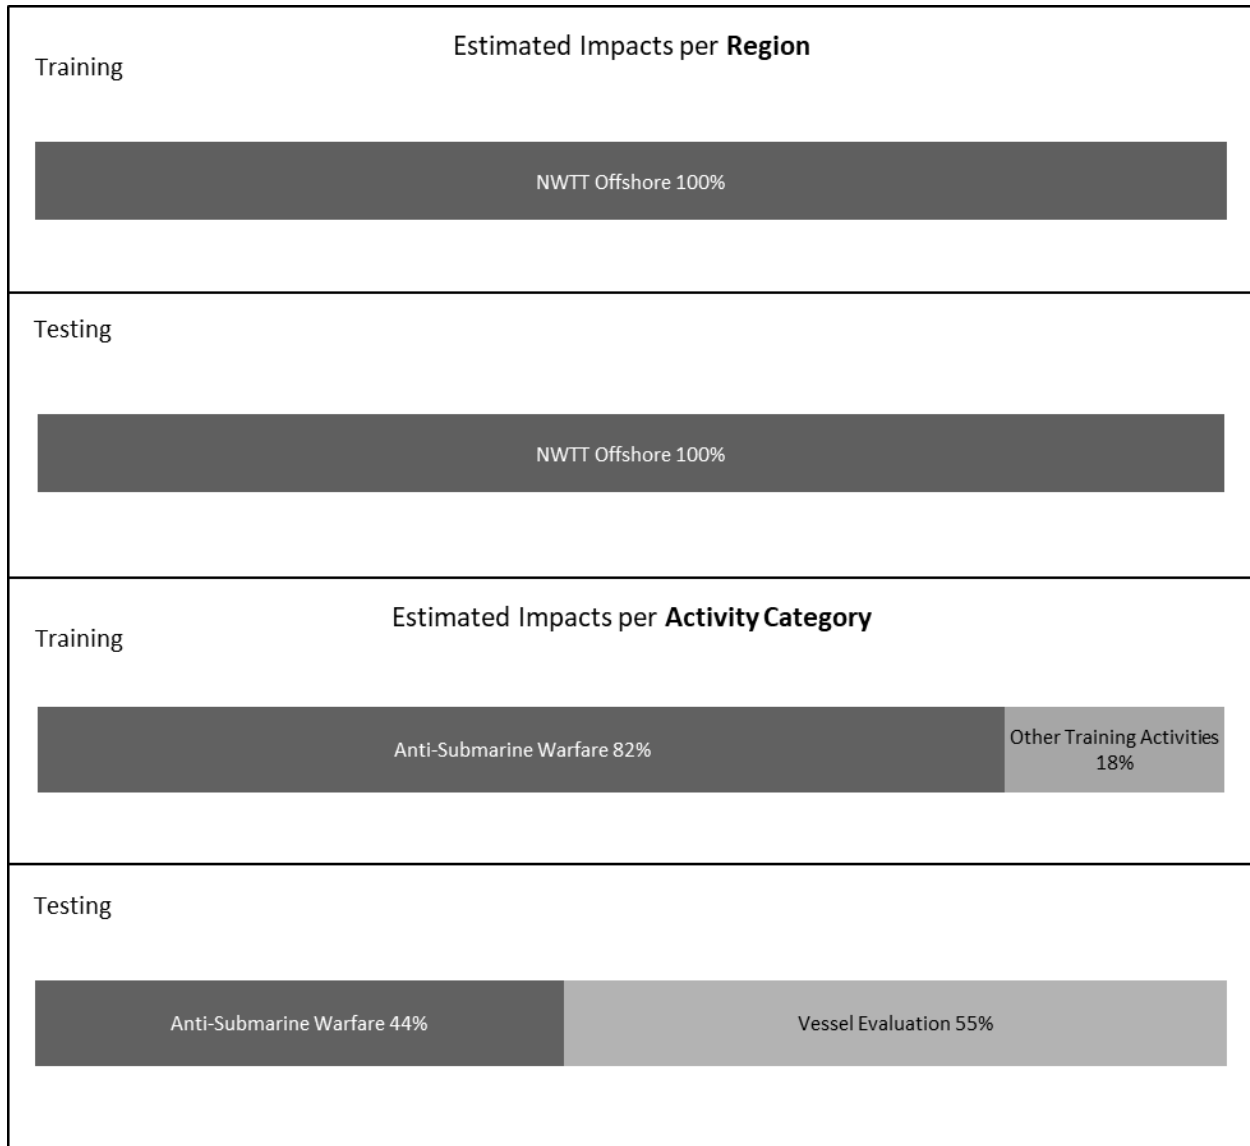 Estimated Impacts per Region
Training
NWTT Offshore 100%
Testing
NWTT Offshore 100%
Estimated Impacts per Activity Category
Training
Anti-Submarine Warfare 82%
Other Training Activities
18%
Testing
Anti-Submarine Warfare 44%
Vessel Evaluation 55%